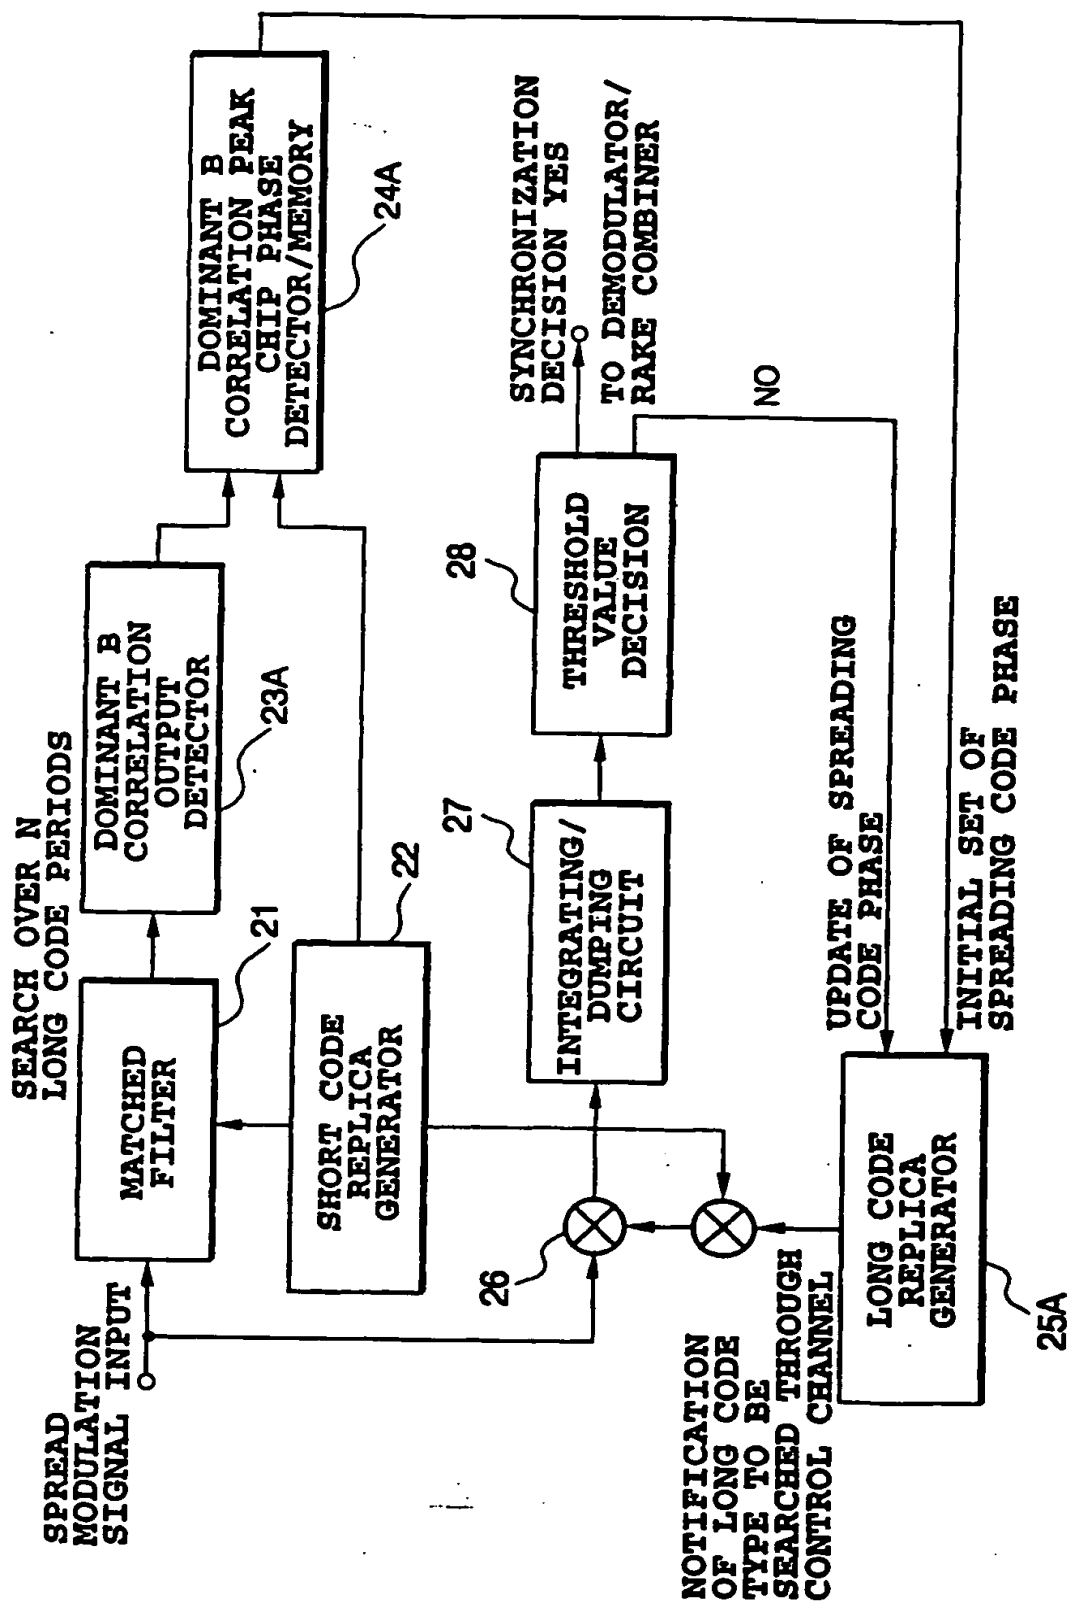 SPREAD
MODULATION
SIGNAL INPUT
SEARCH OVER N
LONG CODE PERIODS
MATCHED
FILTER
21
DOMINANT B
CORRELATION
OUTPUT
DETECTOR
23A
DOMINANT B
CORRELATION PEAK
CHIP PHASE
DETECTOR/MEMORY
24A
SHORT CODE
REPLICA
GENERATOR
22
26
INTEGRATING/
DUMPING
CIRCUIT
27
THRESHOLD
VALUE
DECISION
28
SYNCHRONIZATION
DECISION YES
TO DEMODULATOR/
RAKE COMBINER
NO
NOTIFICATION
OF LONG CODE
TYPE TO BE
SEARCHED THROUGH
CONTROL CHANNEL
LONG CODE
REPLICA
GENERATOR
25A
UPDATE OF SPREADING
CODE PHASE
INITIAL SET OF
SPREADING CODE PHASE